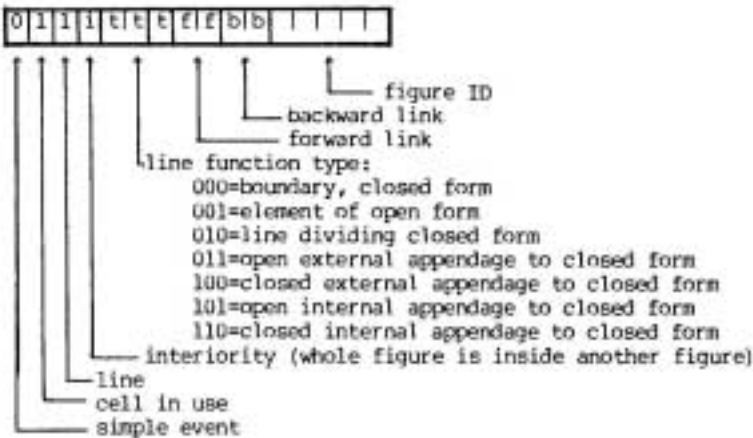 0 1 1 i t t t f f b b
figure ID
backward link
forward link
line function type:
000=boundary, closed form
001=element of open form
010=line dividing closed form
011=open external appendage to closed form
100=closed external appendage to closed form
101=open internal appendage to closed form
110=closed internal appendage to closed form
interiority (whole figure is inside another figure)
line
cell in use
simple event